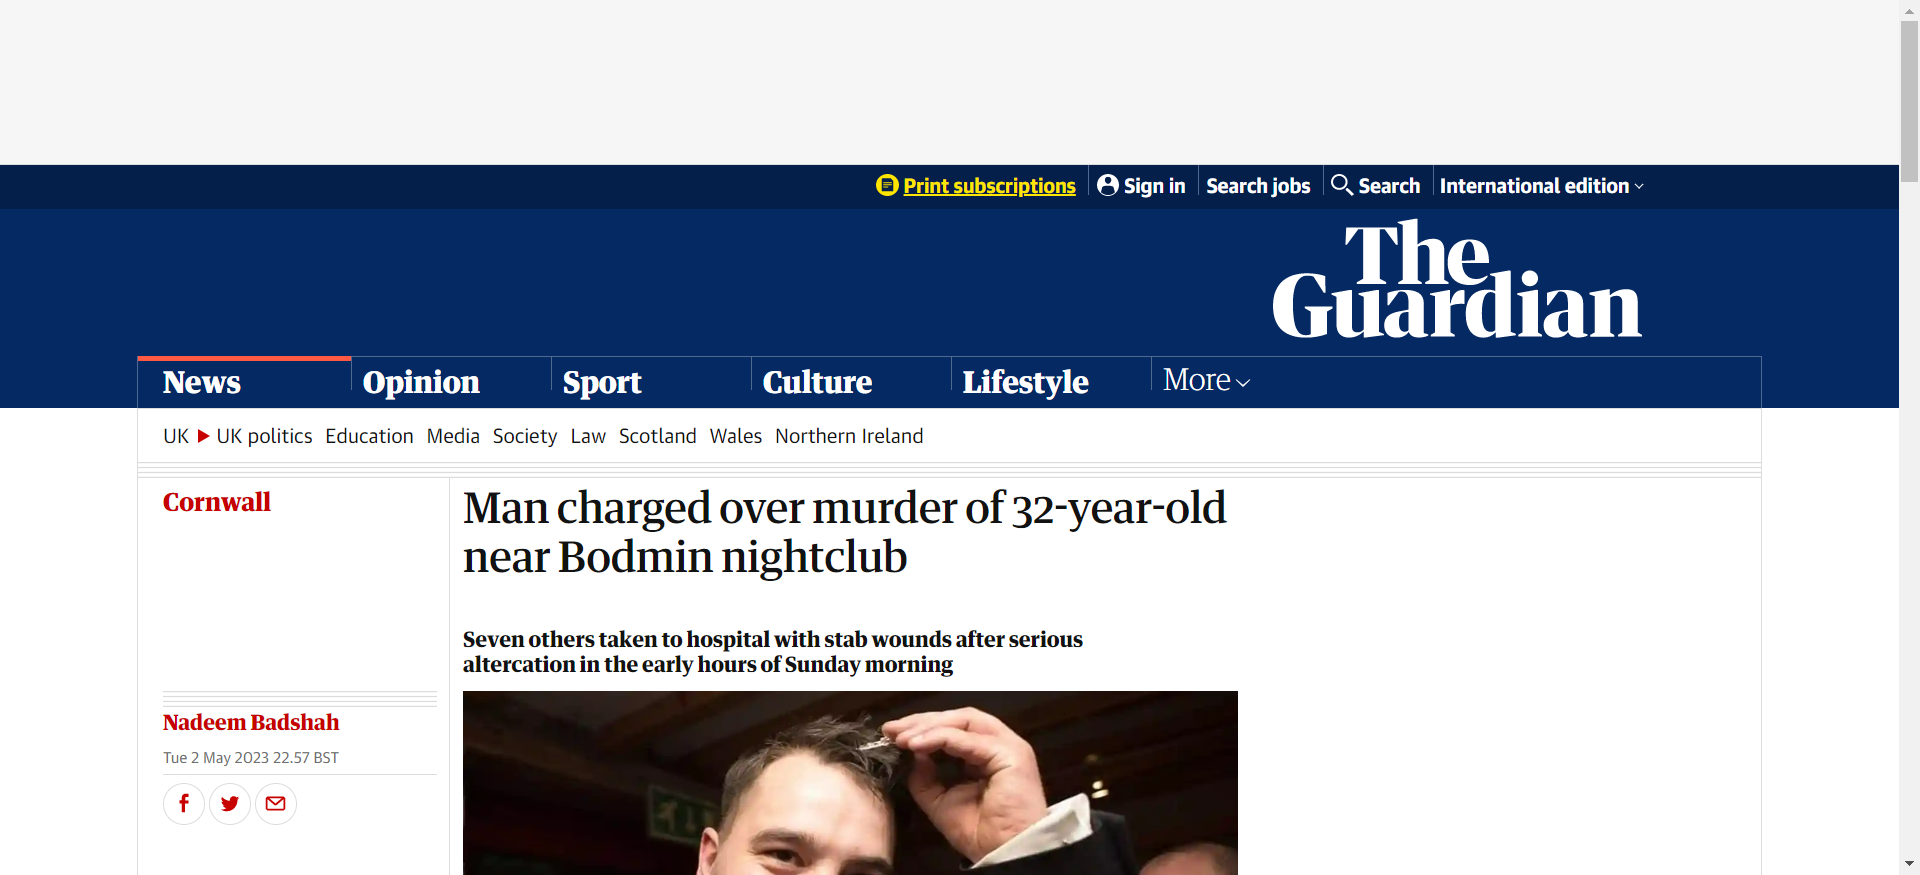 Print subscriptions
Sign in
Search jobs
Search
International edition
The
Guardian
News
Opinion
Sport
Culture
Lifestyle
More
UK
UK politics
Education
Media
Society
Law
Scotland
Wales
Northern Ireland
Cornwall
Man charged over murder of 32-year-old
near Bodmin nightclub
Seven others taken to hospital with stab wounds after serious
altercation in the early hours of Sunday morning
Nadeem Badshah
Tue 2 May 2023 22.57 BST